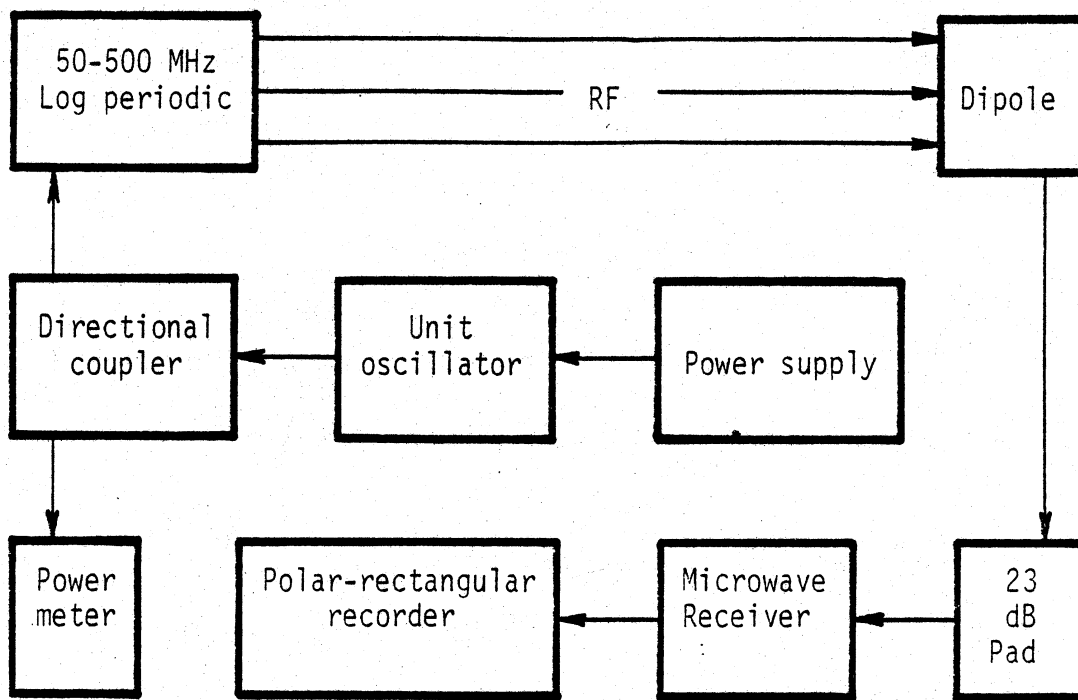 50-500 MHz
Log periodic
RF
Dipole
Directional
coupler
Unit
oscillator
Power supply
Power
meter
Polar-rectangular
recorder
Microwave
Receiver
23
dB
Pad